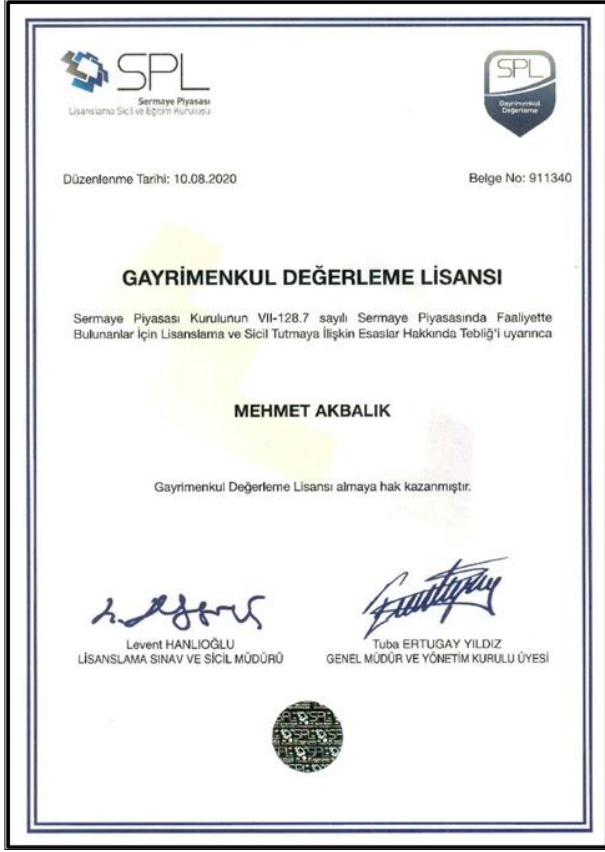 SPL
Sermaye Piyasası
Lisanslama Sicil ve Eğitim Kuruluşu
SPL
Gayrimenkul
Değerleme
Düzenlenme Tarihi: 10.08.2020
Belge No: 911340
GAYRİMENKUL DEĞERLEME LİSANSI
Sermaye Piyasası Kurulunun VII-128.7 sayılı Sermaye Piyasasında Faaliyette
Bulunanlar İçin Lisanslama ve Sicil Tutmaya İlişkin Esaslar Hakkında Tebliğ'i uyarınca
MEHMET AKBALIK
Gayrimenkul Değerleme Lisansı almaya hak kazanmıştır.
Levent HANLIOĞLU
LİSANSLAMA SINAV VE SİCİL MÜDÜRÜ
Tuba ERTUGAY YILDIZ
GENEL MÜDÜR VE YÖNETİM KURULU ÜYESİ